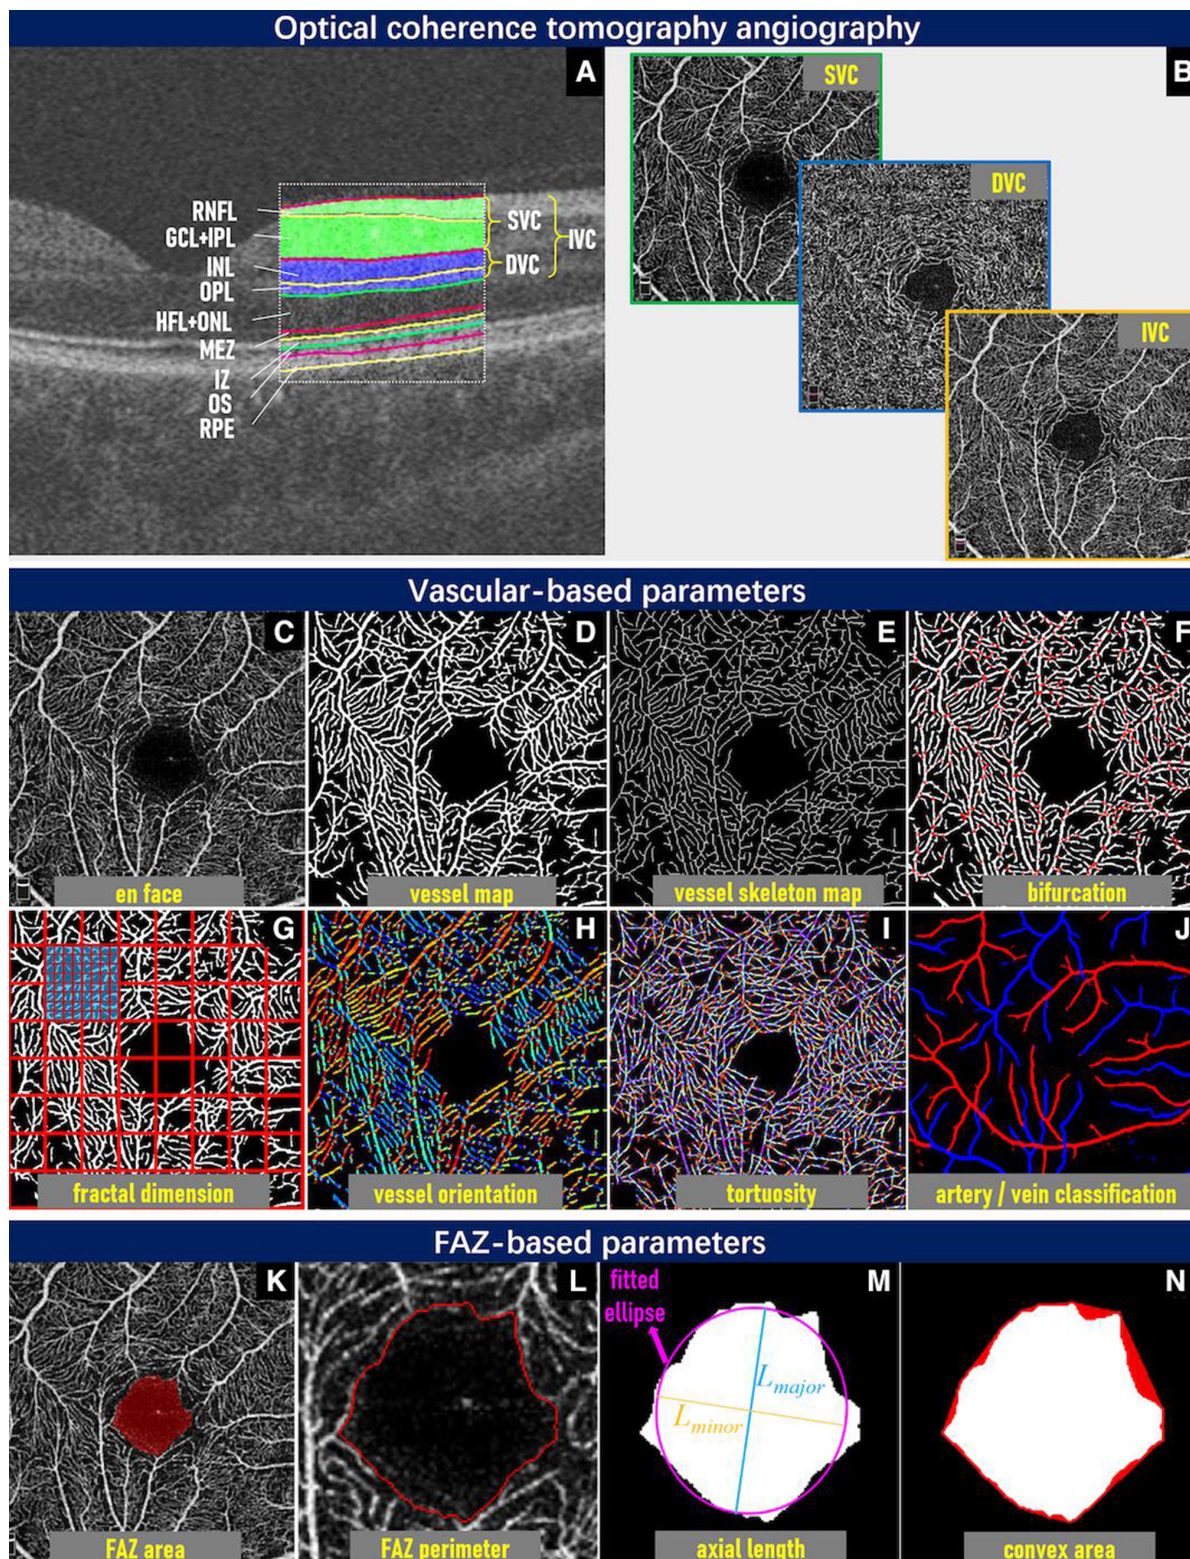 Optical coherence tomography angiography
A
RNFL
GCL+IPL
INL
OPL
HFL+ONL
MEZ
IZ
OS
RPE
SVC
DVC
IVC
B
SVC
DVC
IVC
Vascular-based parameters
C
en face
D
vessel map
E
vessel skeleton map
F
bifurcation
G
fractal dimension
H
vessel orientation
I
tortuosity
J
artery / vein classification
FAZ-based parameters
K
FAZ area
L
FAZ perimeter
M
fitted
ellipse
Lmajor
Lminor
axial length
N
convex area